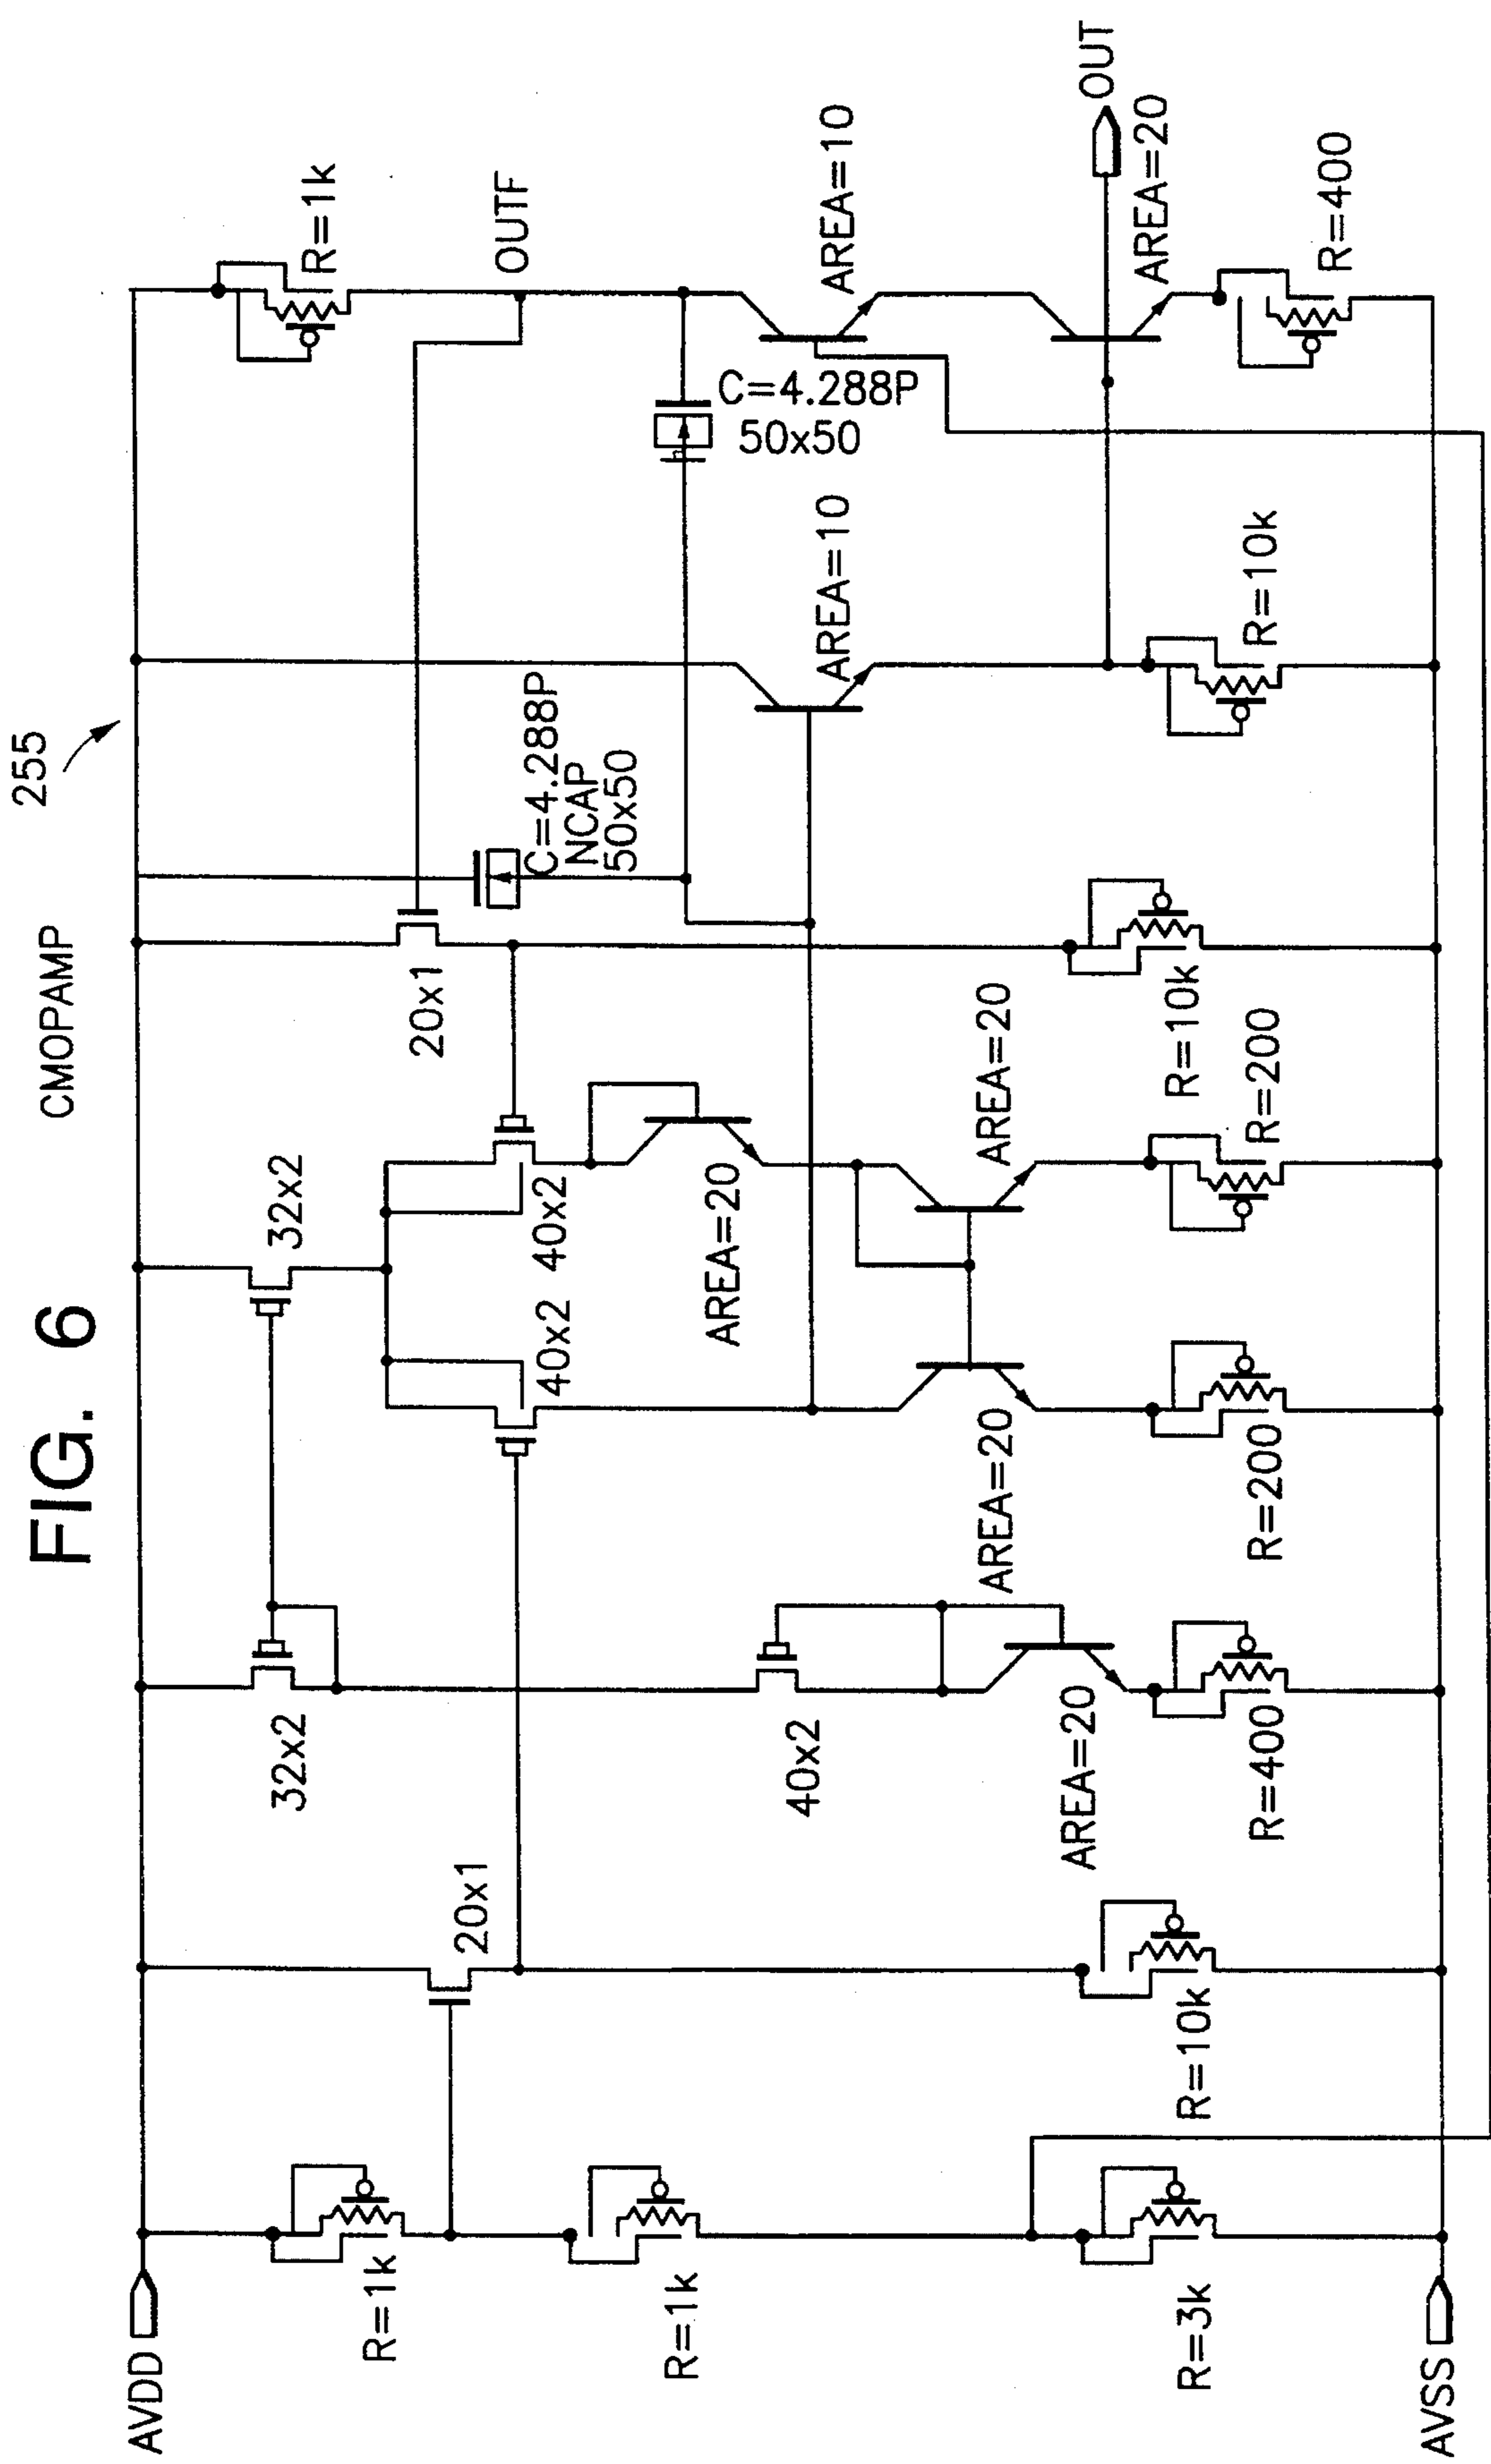 FIG. 6
CMOPAMP
255
AVDD
R=1k
R=1k
R=3k
AVSS
20x1
R=10k
32x2
40x2
AREA=20
R=400
32x2
40x2
40x2
AREA=20
AREA=20
AREA=20
R=200
R=200
20x1
R=10k
C=4.288P
NCAP
50x50
AREA=10
R=10k
R=1k
OUTF
C=4.288P
50x50
AREA=10
OUT
AREA=20
R=400